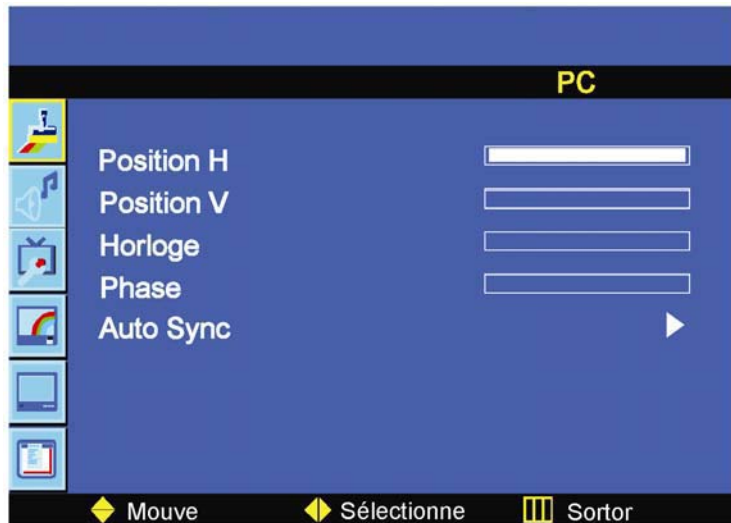 PC
Position H
Position V
Horloge
Phase
Auto Sync
Mouve Sélectionne Sortor